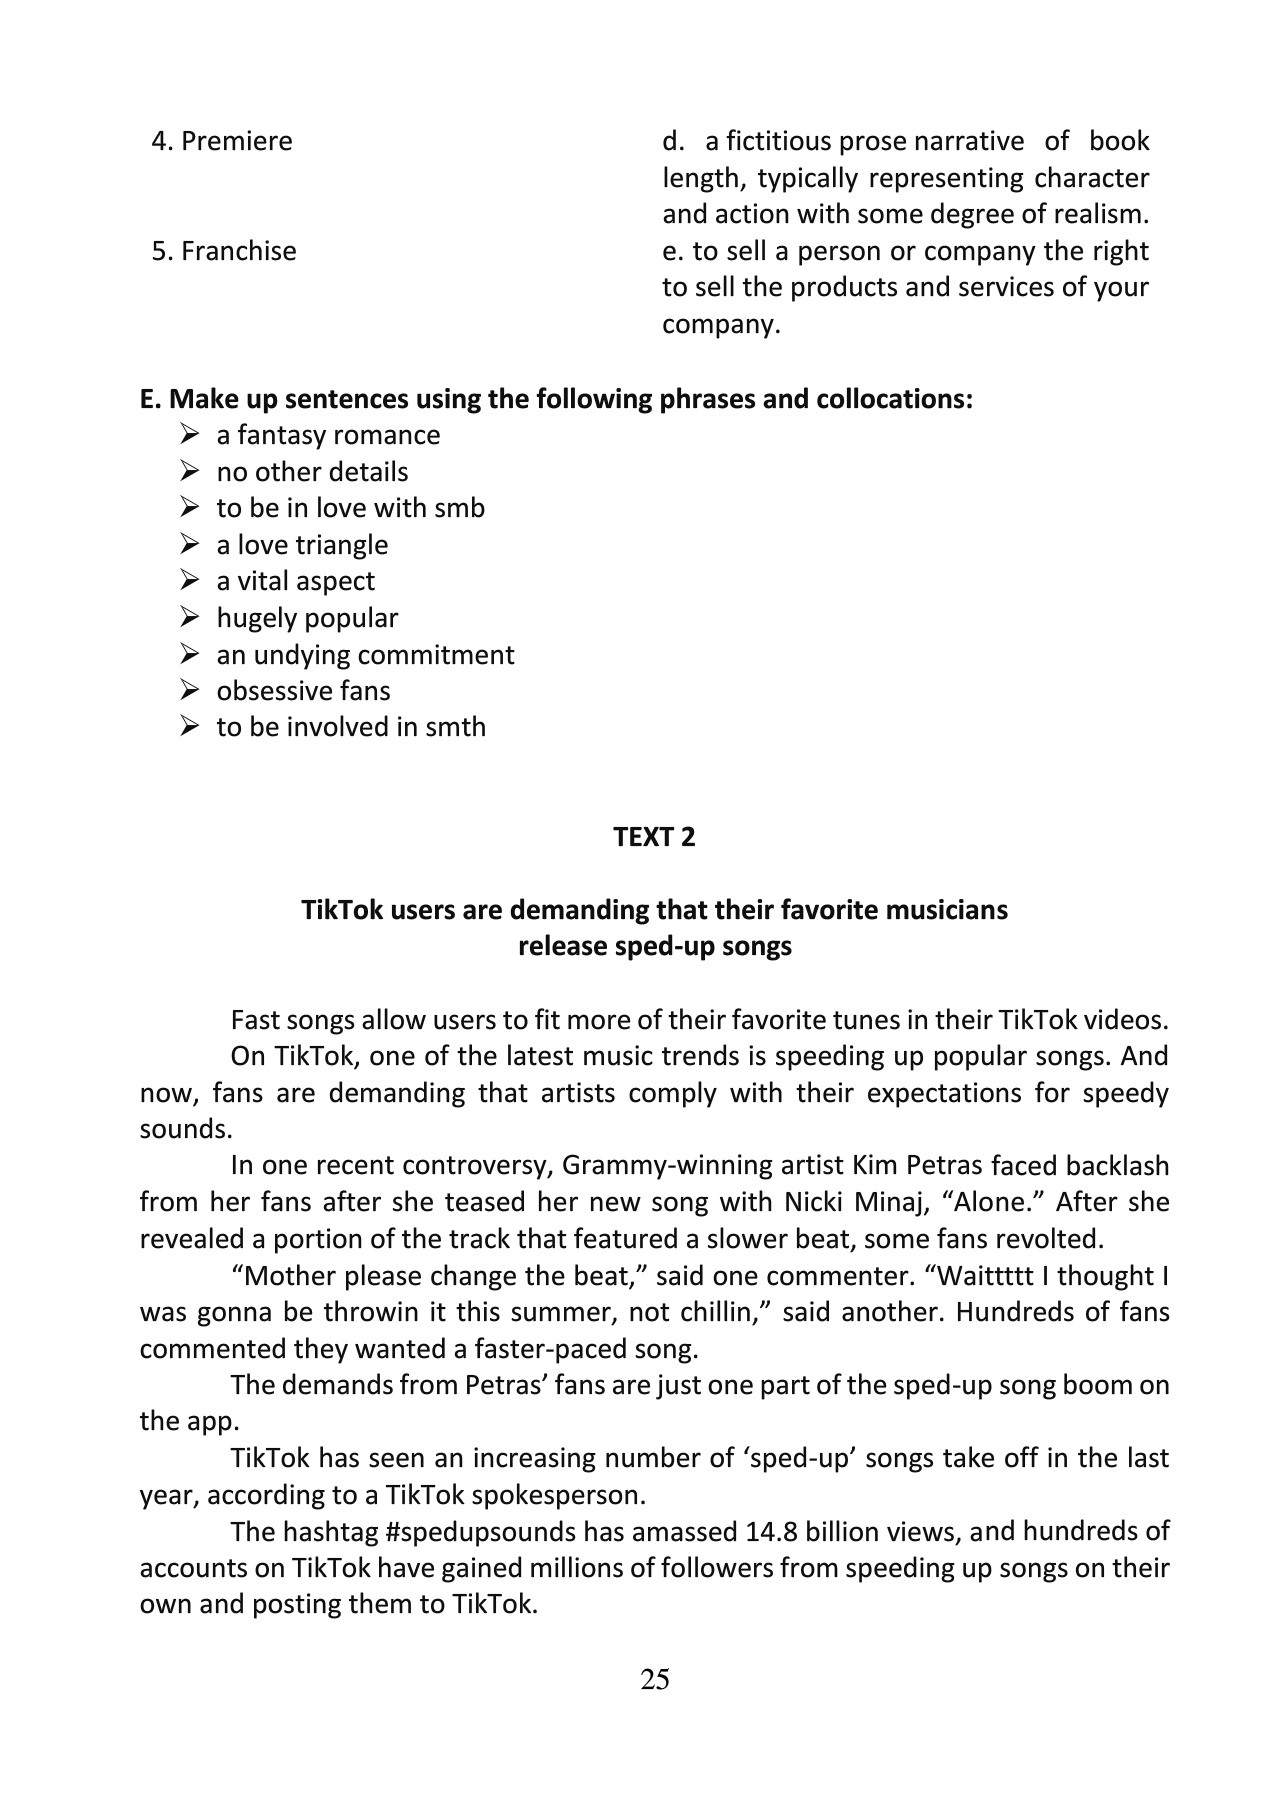 4. Premiere
d. a fictitious prose narrative of book
length, typically representing character
and action with some degree of realism.
5. Franchise
e. to sell a person or company the right
to sell the products and services of your
company.
E. Make up sentences using the following phrases and collocations:
➢ a fantasy romance
➢ no other details
➢ to be in love with smb
➢ a love triangle
➢ a vital aspect
➢ hugely popular
➢ an undying commitment
➢ obsessive fans
➢ to be involved in smth
TEXT 2
TikTok users are demanding that their favorite musicians
release sped-up songs
Fast songs allow users to fit more of their favorite tunes in their TikTok videos.
On TikTok, one of the latest music trends is speeding up popular songs. And
now, fans are demanding that artists comply with their expectations for speedy
sounds.
In one recent controversy, Grammy-winning artist Kim Petras faced backlash
from her fans after she teased her new song with Nicki Minaj, “Alone.” After she
revealed a portion of the track that featured a slower beat, some fans revolted.
“Mother please change the beat,” said one commenter. “Waittttt I thought I
was gonna be throwin it this summer, not chillin,” said another. Hundreds of fans
commented they wanted a faster-paced song.
The demands from Petras’ fans are just one part of the sped-up song boom on
the app.
TikTok has seen an increasing number of ‘sped-up’ songs take off in the last
year, according to a TikTok spokesperson.
The hashtag #spedupsounds has amassed 14.8 billion views, and hundreds of
accounts on TikTok have gained millions of followers from speeding up songs on their
own and posting them to TikTok.
25